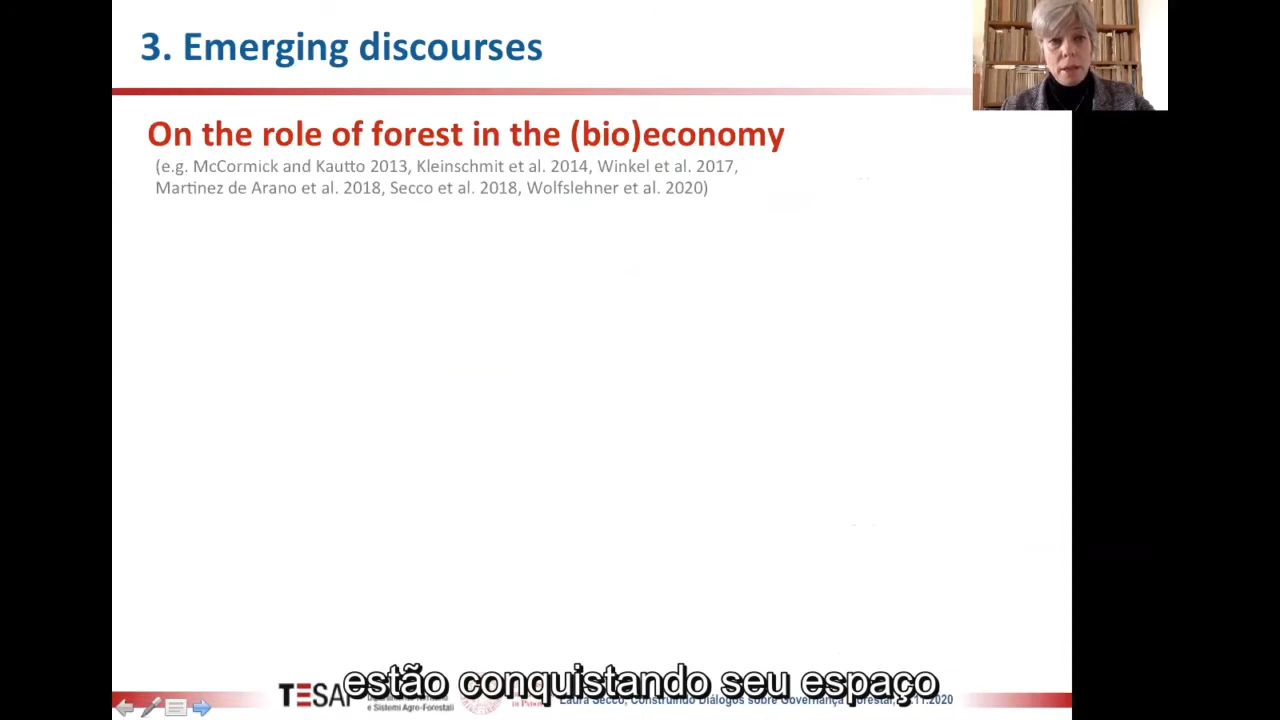 3. Emerging discourses
On the role of forest in the (bio)economy
(e.g. McCormick and Kautto 2013, Kleinschmit et al. 2014, Winkel et al. 2017,
Martinez de Arano et al. 2018, Secco et al. 2018, Wolfslehner et al. 2020)
estão conquistando seu espaço
TESAF
e Sistemi Agro-Forestali
Laura Secco, Construindo Diálogos sobre Governança Forestal,
.11.2020